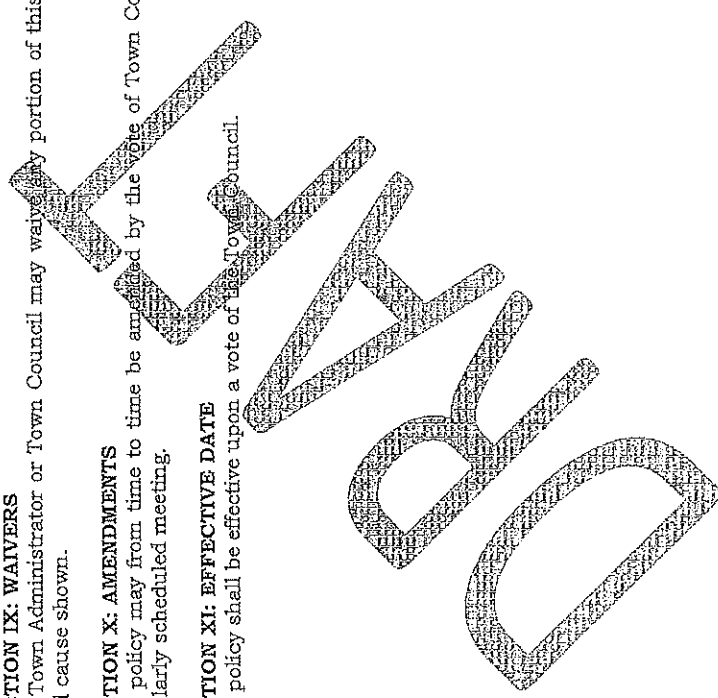 TION IX: WAIVERS
Town Administrator or Town Council may waive any portion of this
l cause shown.
TION X: AMENDMENTS
policy may from time to time be amended by the vote of Town Co
larly scheduled meeting.
TION XI: EFFECTIVE DATE
policy shall be effective upon a vote of the Town Council.
DRAFT